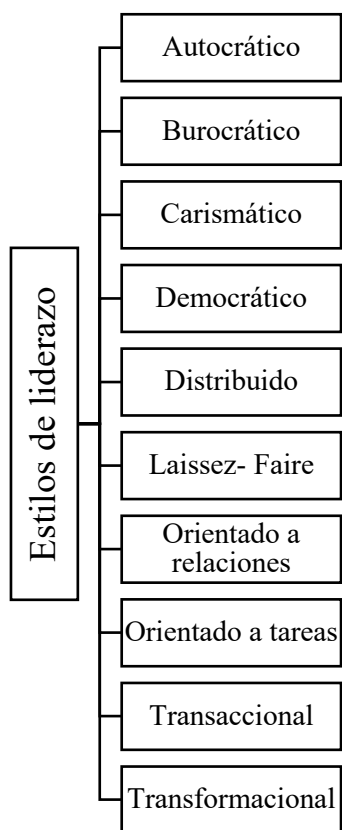 Estilos de liderazo
Autocrático
Burocrático
Carismático
Democrático
Distribuido
Laissez- Faire
Orientado a
relaciones
Orientado a tareas
Transaccional
Transformacional